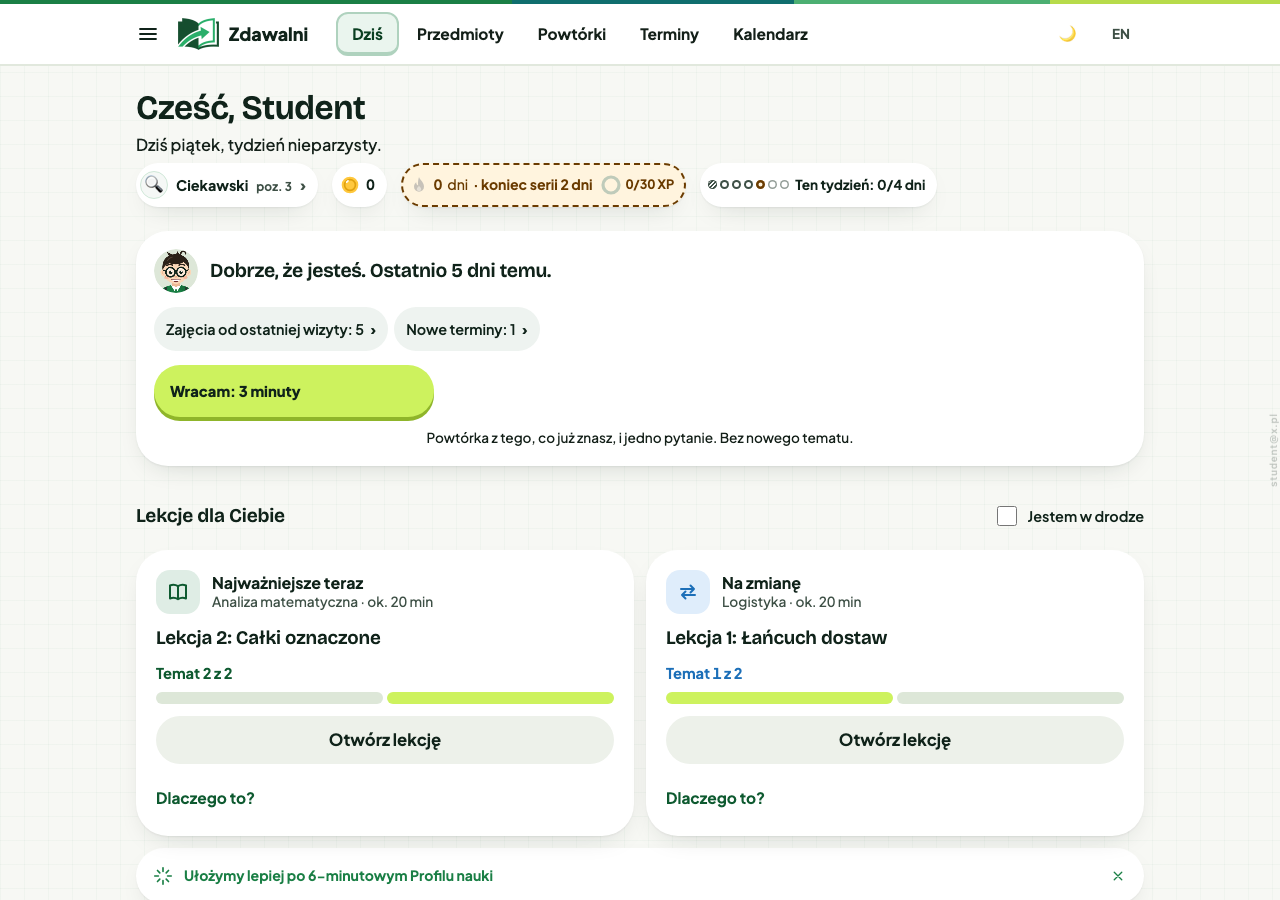 Zdawalni
Dziś
Przedmioty
Powtórki
Terminy
Kalendarz
EN
Cześć, Student
Dziś piątek, tydzień nieparzysty.
Ciekawski poz. 3 ›
0
0 dni · koniec serii 2 dni 0/30 XP
Ten tydzień: 0/4 dni
Dobrze, że jesteś. Ostatnio 5 dni temu.
Zajęcia od ostatniej wizyty: 5 ›
Nowe terminy: 1 ›
Wracam: 3 minuty
Powtórka z tego, co już znasz, i jedno pytanie. Bez nowego tematu.
student@x.pl
Lekcje dla Ciebie
Jestem w drodze
Najważniejsze teraz
Analiza matematyczna · ok. 20 min
Lekcja 2: Całki oznaczone
Temat 2 z 2
Otwórz lekcję
Dlaczego to?
Na zmianę
Logistyka · ok. 20 min
Lekcja 1: Łańcuch dostaw
Temat 1 z 2
Otwórz lekcję
Dlaczego to?
Ułożymy lepiej po 6-minutowym Profilu nauki